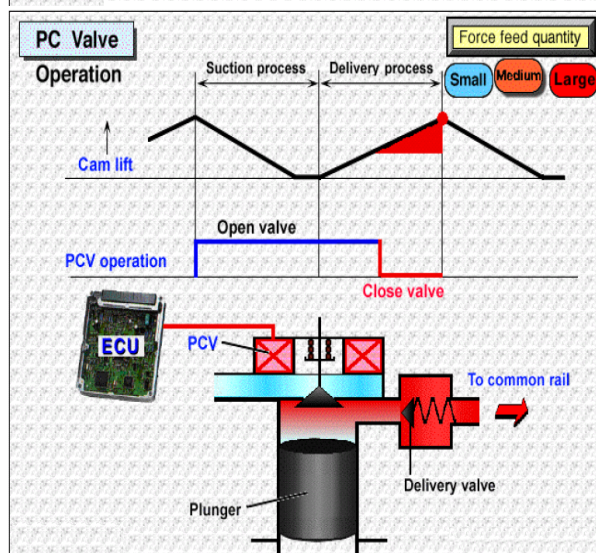 PC Valve
Operation
Force feed quantity
Small
Medium
Large
Suction process
Delivery process
Cam lift
Open valve
PCV operation
Close valve
ECU
PCV
To common rail
Delivery valve
Plunger